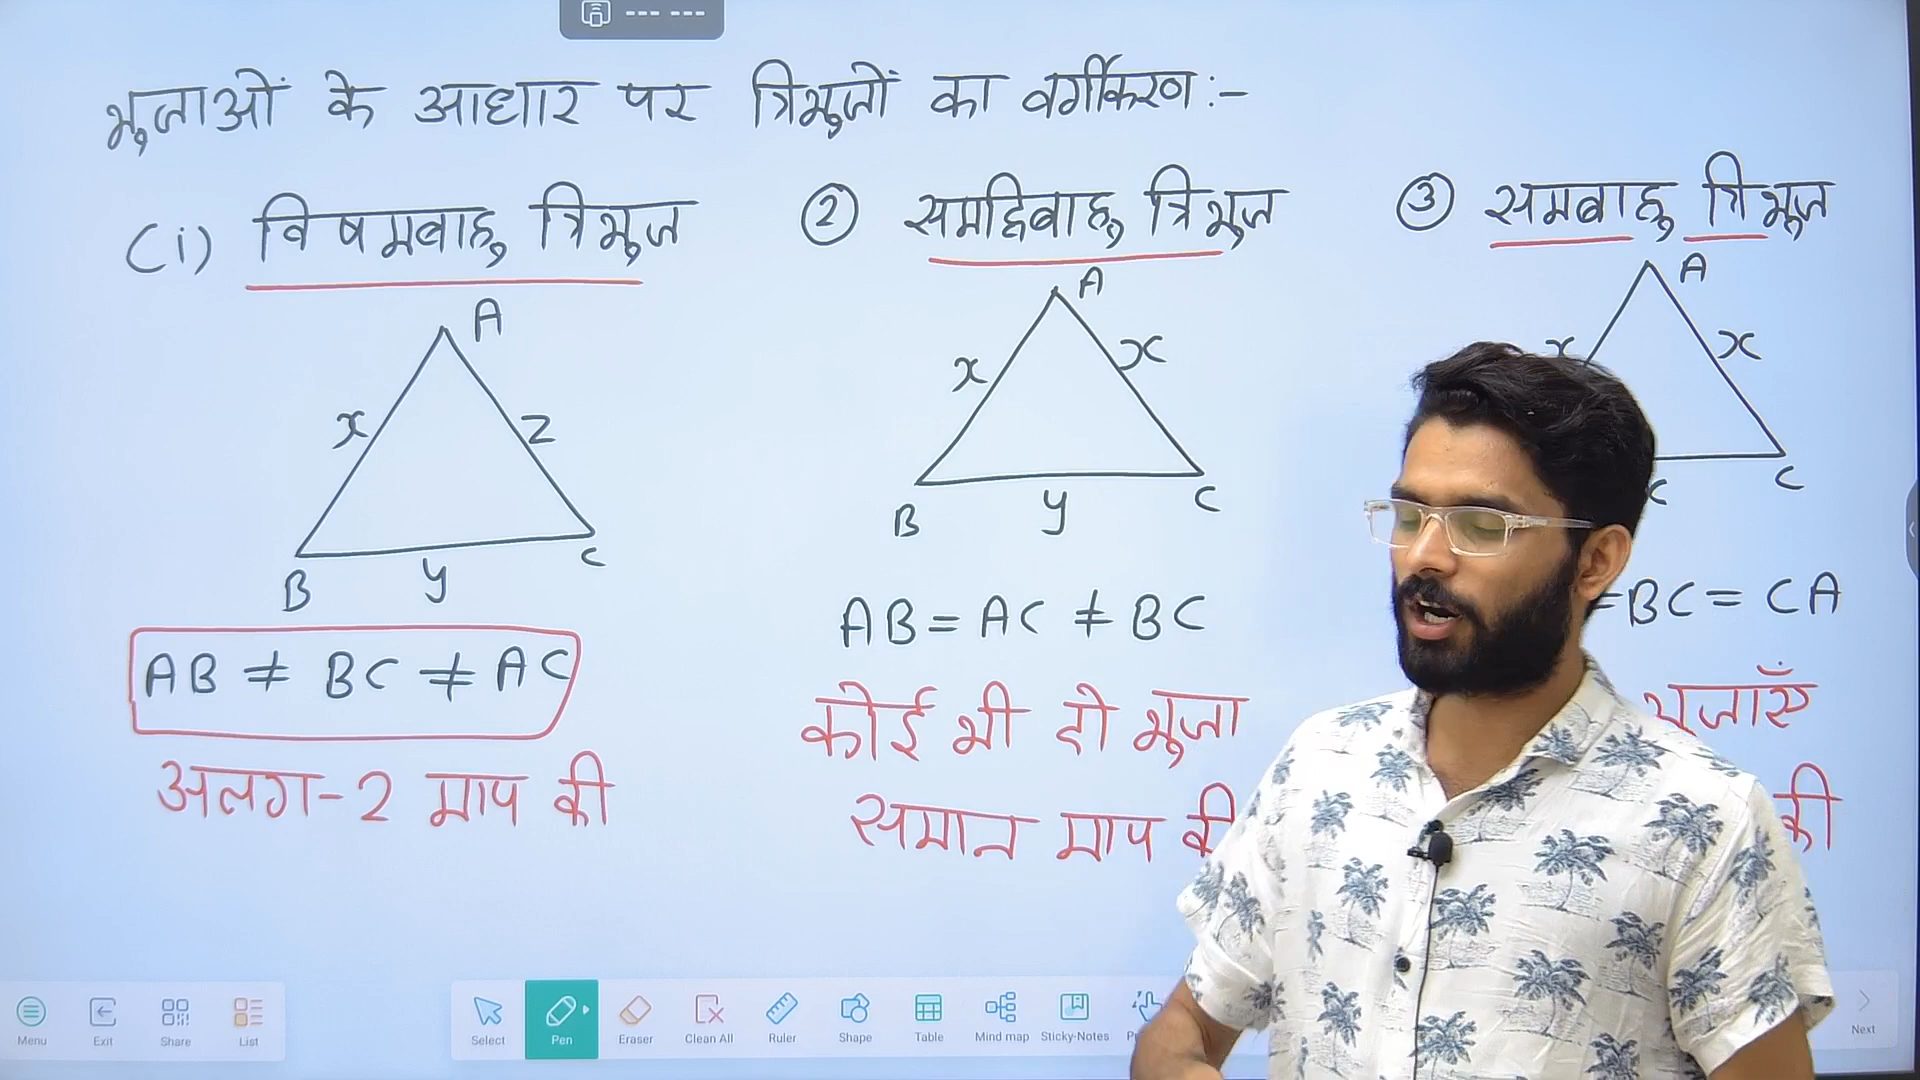 भुजाओं के आधार पर त्रिभुजों का वर्गीकरण :-
(i) विषमबाहु त्रिभुज
A
x
z
B
y
C
AB ≠ BC ≠ AC
अलग-2 माप की
② समद्विबाहु त्रिभुज
A
x
x
B
y
C
AB = AC ≠ BC
कोई भी दो भुजा
समान माप की
③ समबाहु त्रिभुज
A
x
x
C
= BC = CA
भुजाएँ
की
Menu
Exit
Share
List
Select
Pen
Eraser
Clean All
Ruler
Shape
Table
Mind map
Sticky-Notes
Next